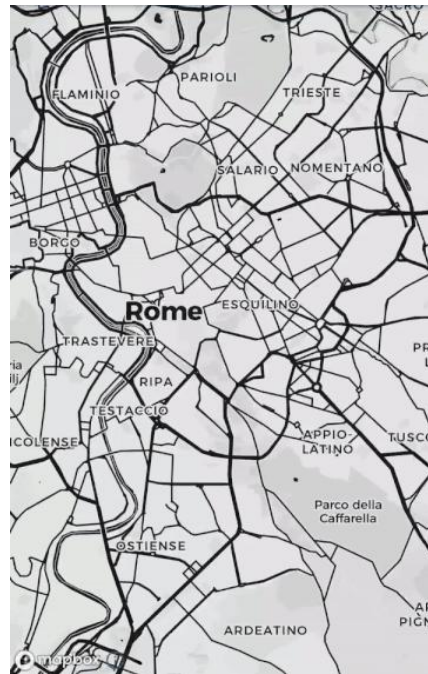 SACRO
PARIOLI
FLAMINIO
TRIESTE
SALARIO
NOMENTANO
BORGO
ESQUILINO
Rome
TRASTEVERE
RIPA
TESTACCIO
APPIO-
LATINO
Parco della
Caffarella
OSTIENSE
ARDEATINO
mapbox